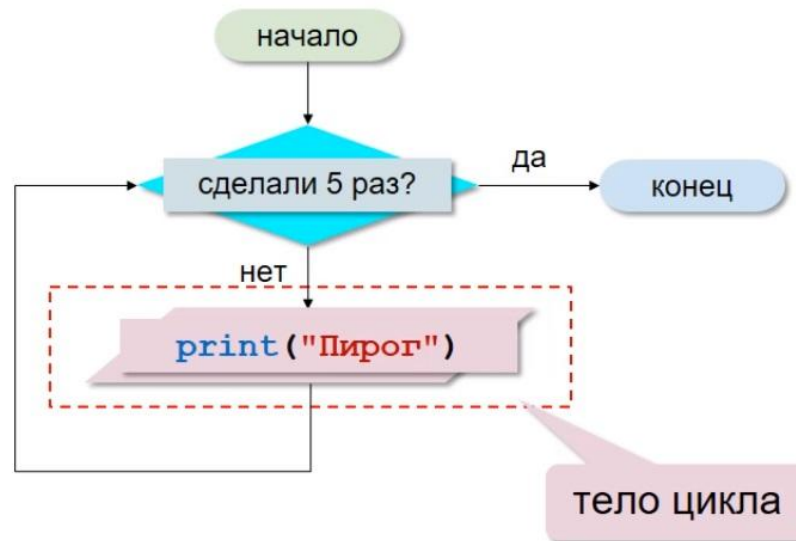 начало
сделали 5 раз?
да
конец
нет
print("Пирог")
тело цикла